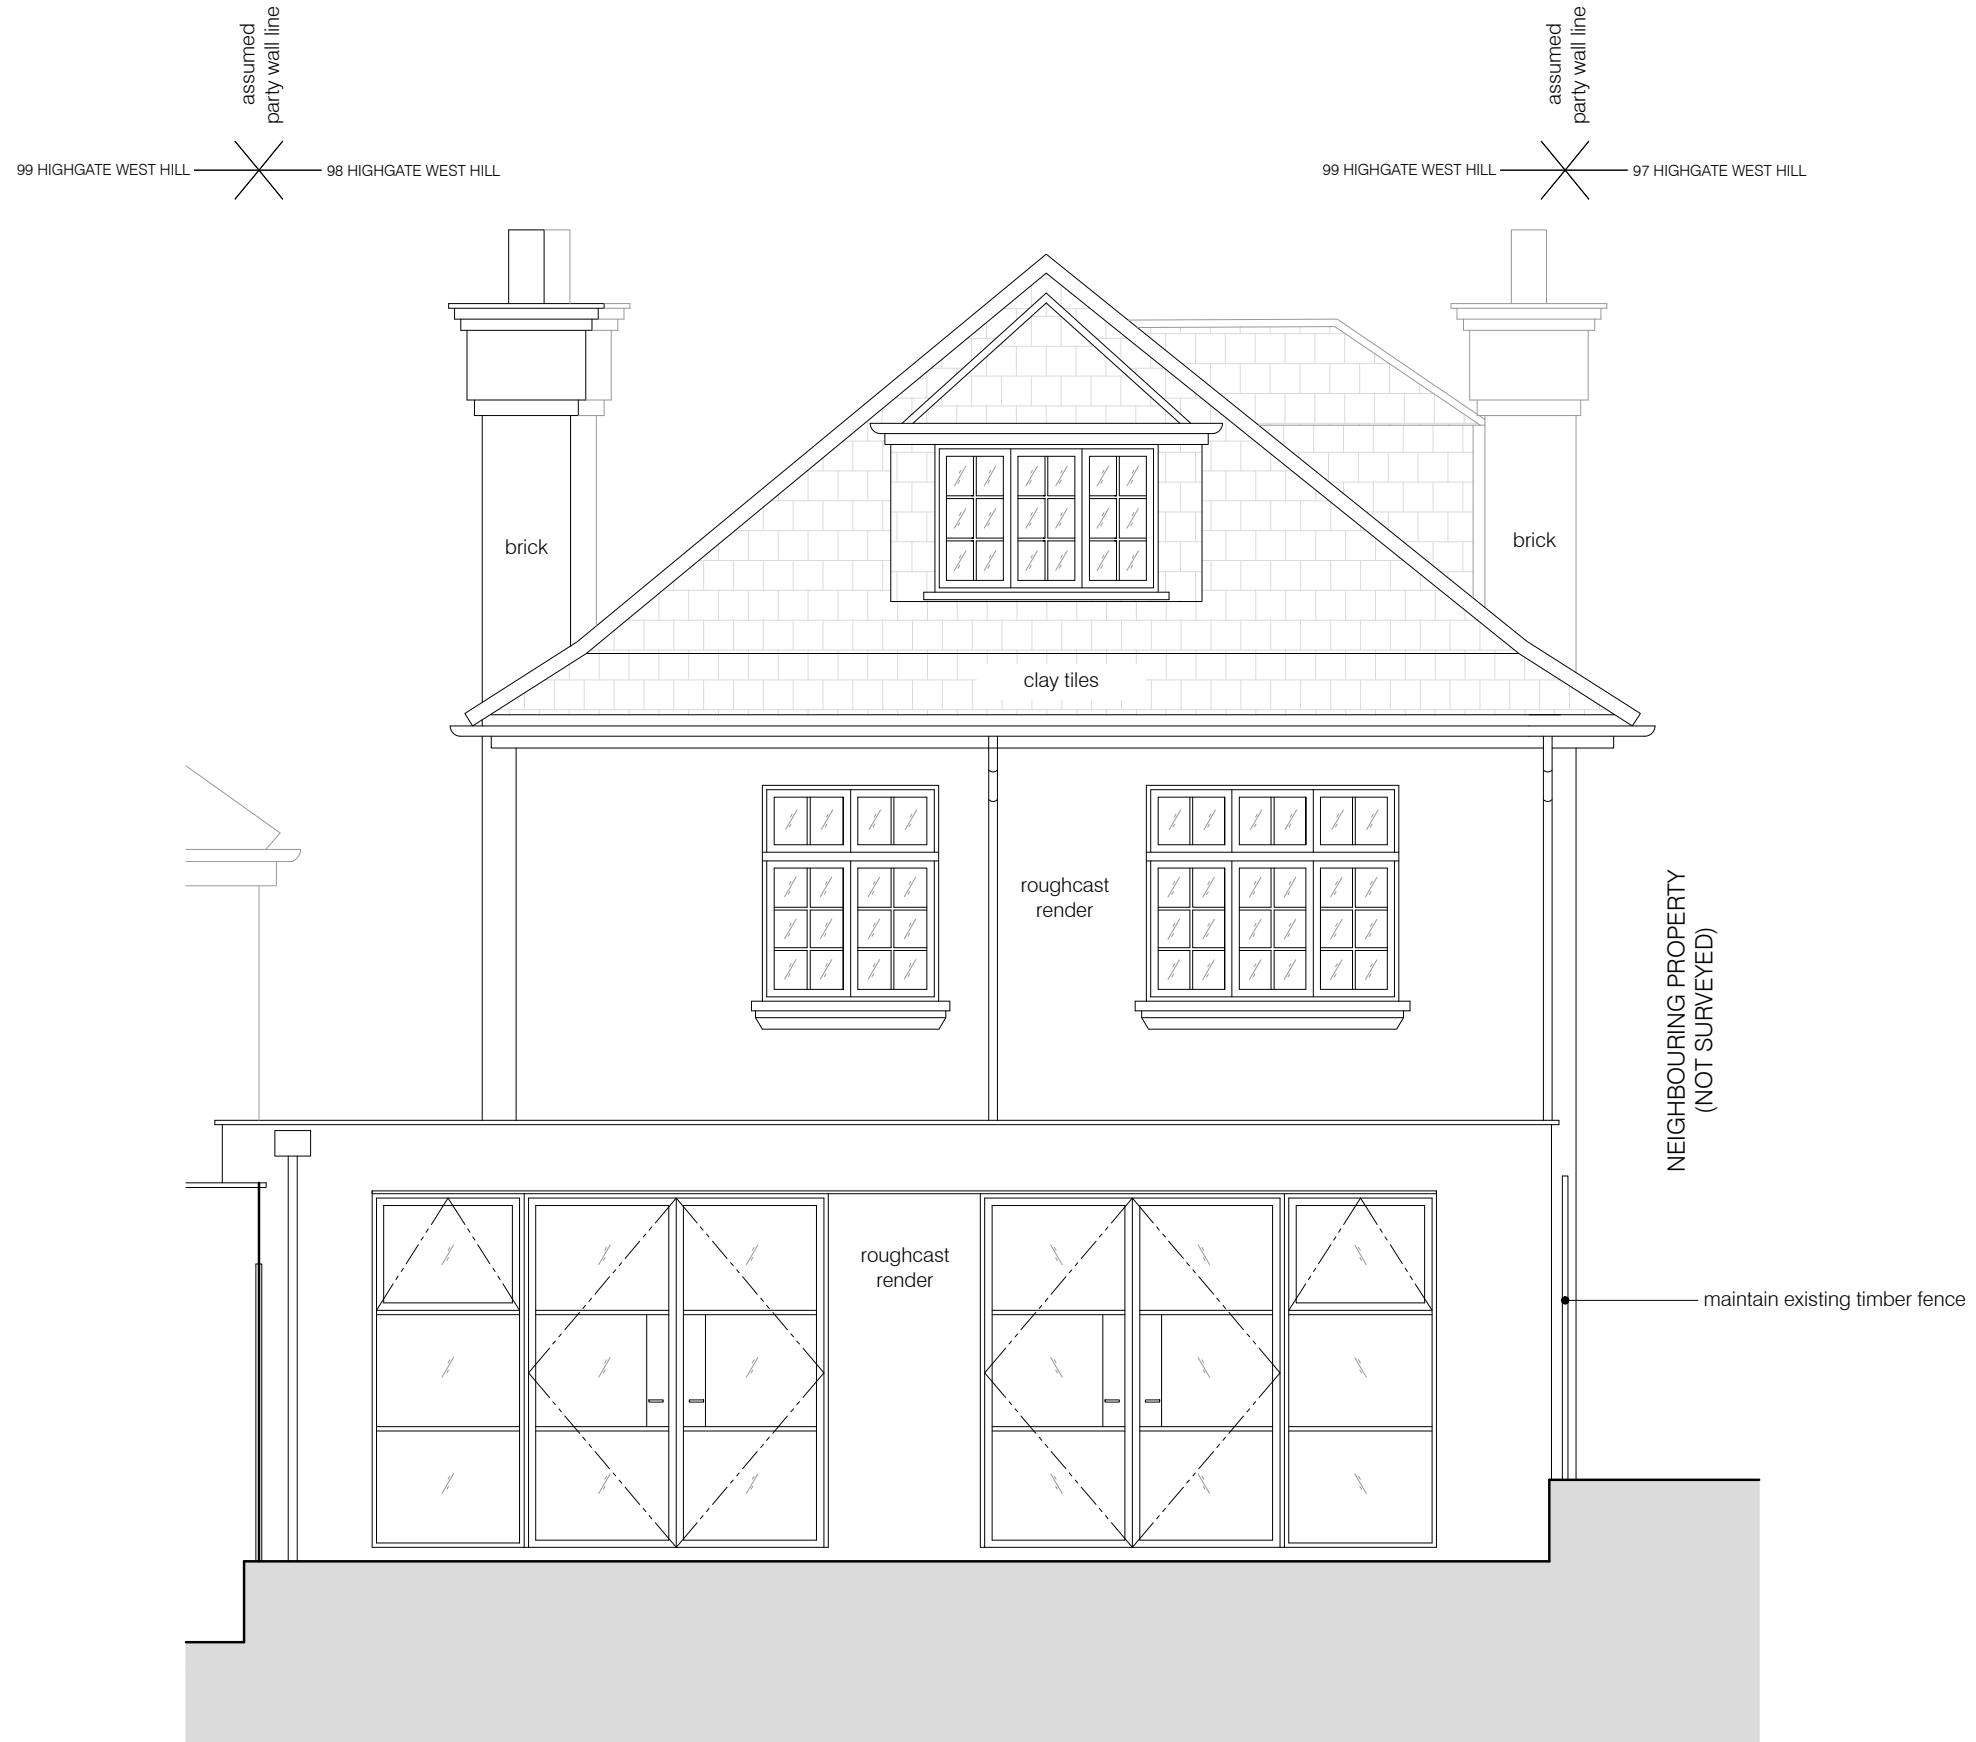 assumed
party wall line
99 HIGHGATE WEST HILL
98 HIGHGATE WEST HILL
assumed
party wall line
99 HIGHGATE WEST HILL
97 HIGHGATE WEST HILL
brick
brick
clay tiles
roughcast
render
NEIGHBOURING PROPERTY
(NOT SURVEYED)
roughcast
render
maintain existing timber fence